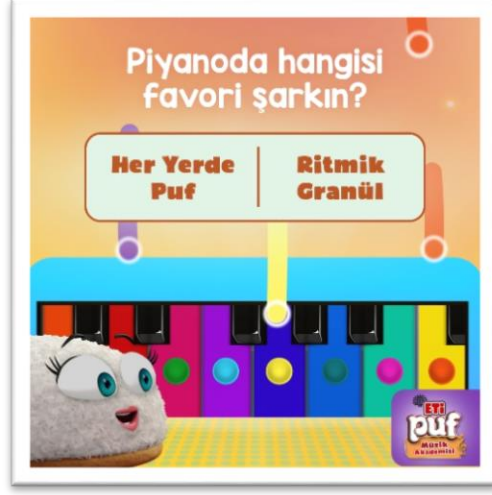 Piyanoda hangisi
favori şarkın?
Her Yerde
Puf
Ritmik
Granül
ETi
puf
Müzik
Akademisi